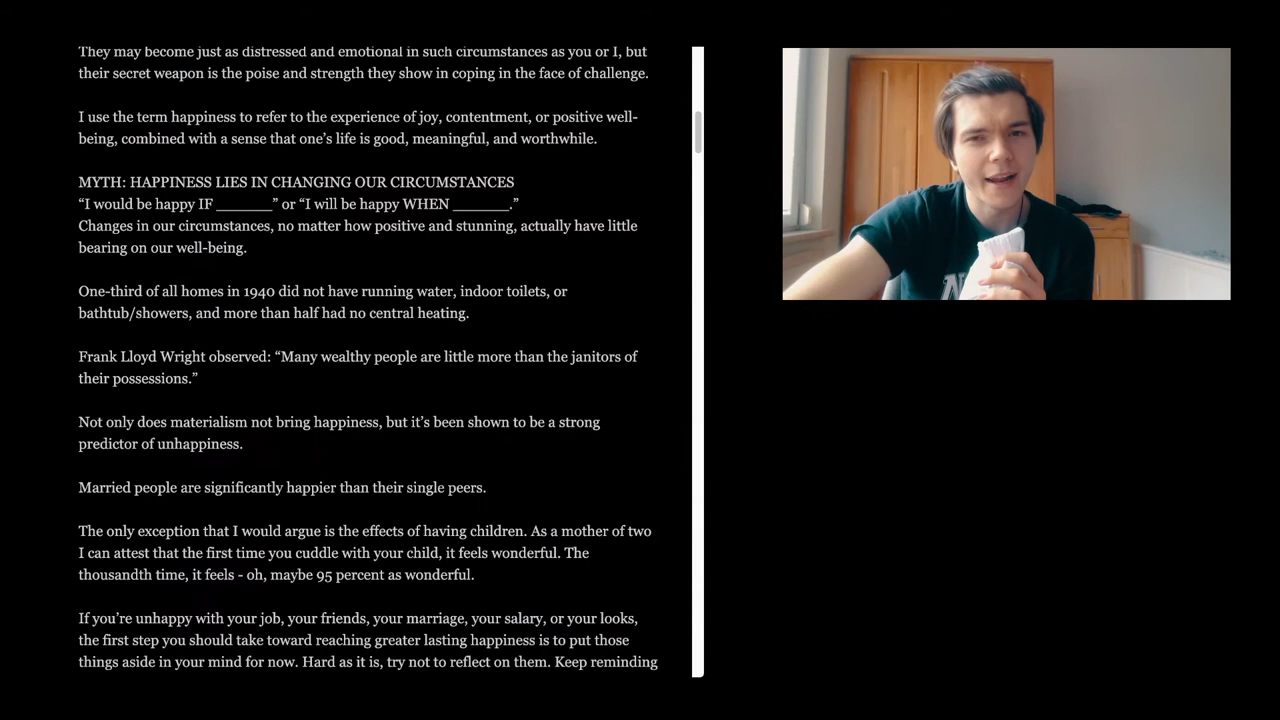 They may become just as distressed and emotional in such circumstances as you or I, but
their secret weapon is the poise and strength they show in coping in the face of challenge.
I use the term happiness to refer to the experience of joy, contentment, or positive well-
being, combined with a sense that one’s life is good, meaningful, and worthwhile.
MYTH: HAPPINESS LIES IN CHANGING OUR CIRCUMSTANCES
“I would be happy IF ______” or “I will be happy WHEN ______.”
Changes in our circumstances, no matter how positive and stunning, actually have little
bearing on our well-being.
One-third of all homes in 1940 did not have running water, indoor toilets, or
bathtub/showers, and more than half had no central heating.
Frank Lloyd Wright observed: “Many wealthy people are little more than the janitors of
their possessions.”
Not only does materialism not bring happiness, but it’s been shown to be a strong
predictor of unhappiness.
Married people are significantly happier than their single peers.
The only exception that I would argue is the effects of having children. As a mother of two
I can attest that the first time you cuddle with your child, it feels wonderful. The
thousandth time, it feels - oh, maybe 95 percent as wonderful.
If you’re unhappy with your job, your friends, your marriage, your salary, or your looks,
the first step you should take toward reaching greater lasting happiness is to put those
things aside in your mind for now. Hard as it is, try not to reflect on them. Keep reminding